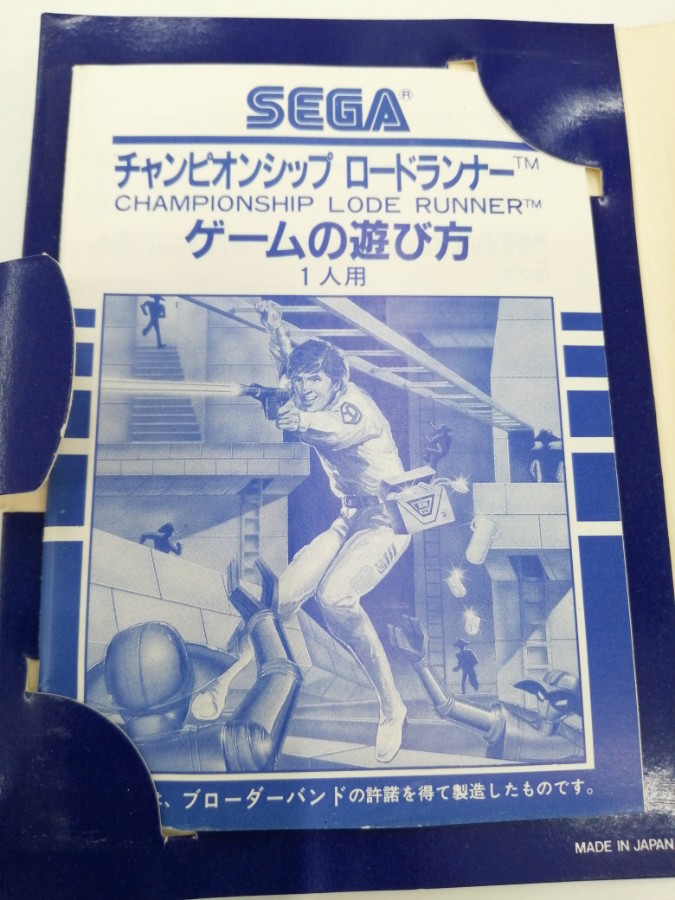 SEGA®
チャンピオンシップ ロードランナー™
CHAMPIONSHIP LODE RUNNER™
ゲームの遊び方
1人用
、ブローダーバンドの許諾を得て製造したものです。
MADE IN JAPAN